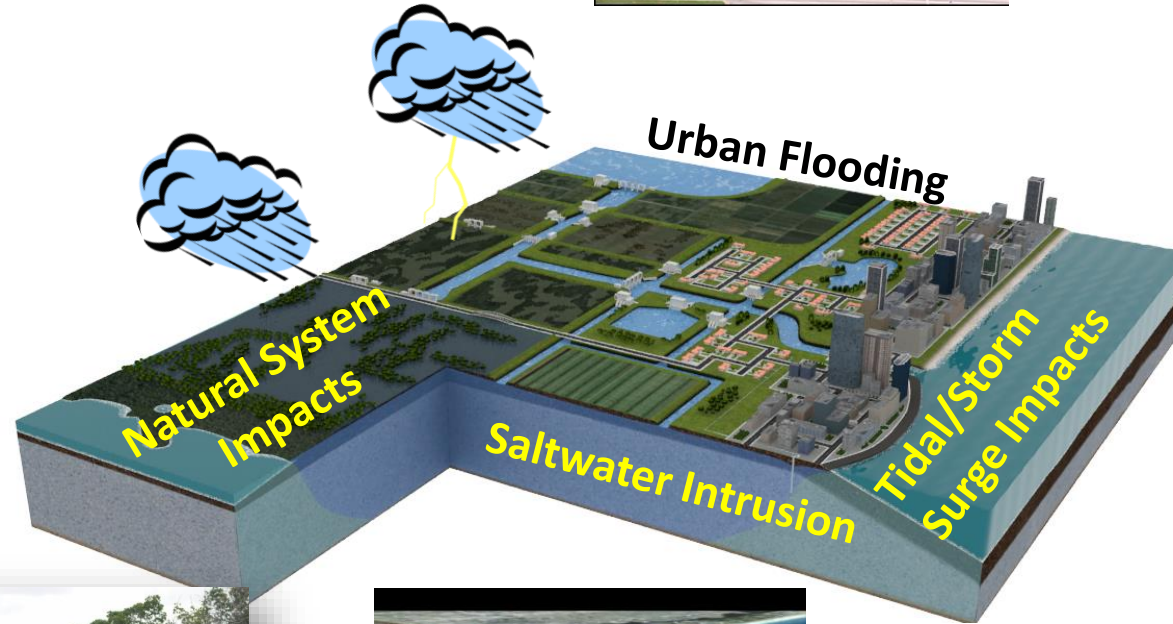 Urban Flooding
Natural System
Impacts
Saltwater Intrusion
Tidal/Storm
Surge Impacts